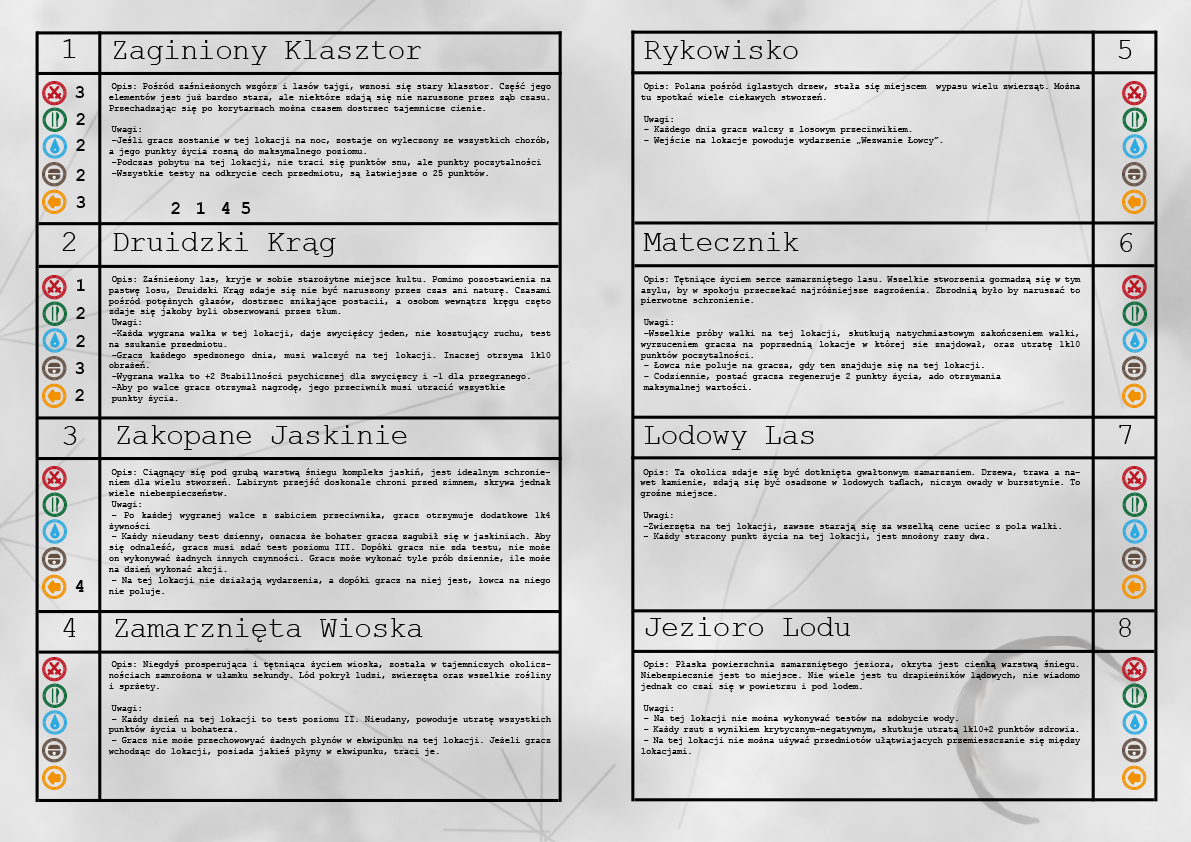 1 Zaginiony Klasztor
3
2
2
2
3
Opis: Pośród zaśnieżonych wsgórz i lasów tajgi, wznosi się stary klasztor. Część jego
elementów jest już bardzo stara, ale niektóre zdają się nie naruszone przez ząb czasu.
Przechadzając się po korytarzach można czasem dostrzec tajemnicze cienie.
Uwagi:
-Jeśli gracz zostanie w tej lokacji na noc, zostaje on wyleczony ze wszystkich chorób,
a jego punkty życia rosną do maksymalnego poziomu.
-Podczas pobytu na tej lokacji, nie traci się punktów snu, ale punkty poczytalności
-Wszystkie testy na odkrycie cech przedmiotu, są łatwiejsze o 25 punktów.
2 1 4 5
2 Druidzki Krąg
1
2
2
3
2
Opis: Zaśnieżony las, kryje w sobie starożytne miejsce kultu. Pomimo pozostawienia na
pastwę losu, Druidzki Krąg zdaje się nie być naruszony przez czas ani naturę. Czasami
pośród potężnych głazów, dostrzec znikające postacii, a osobom wewnątrz kręgu częto
zdaje się jakoby byli obserwowani przez tłum.
Uwagi:
-Każda wygrana walka w tej lokacji, daje zwycięzcy jeden, nie kosztujący ruchu, test
na szukanie przedmiotu.
-Gracz każdego spedzonego dnia, musi walczyć na tej lokacji. Inaczej otrzyma 1k10
obrażeń.
-Wygrana walka to +2 Stabillności psychicznej dla zwycięzcy i -1 dla przegranego.
-Aby po walce gracz otrzymał nagrodę, jego przeciwnik musi utracić wszystkie
punkty życia.
3 Zakopane Jaskinie
4
Opis: Ciągnący się pod grubą warstwą śniegu kompleks jaskiń, jest idealnym schronie-
niem dla wielu stworzeń. Labirynt przejść doskonale chroni przed zimnem, skrywa jednak
wiele niebezpieczeństw.
Uwagi:
- Po każdej wygranej walce z zabiciem przeciwnika, gracz otrzymuje dodatkowe 1k4
żywności
- Każdy nieudany test dzienny, oznacza że bohater gracza zagubił się w jaskiniach. Aby
się odnaleść, gracz musi zdać test poziomu III. Dopóki gracz nie zda testu, nie może
on wykonywać żadnych innych czynności. Gracz może wykonać tyle prób dziennie, ile może
na dzień wykonać akcji.
- Na tej lokacji nie działają wydarzenia, a dopóki gracz na niej jest, łowca na niego
nie poluje.
4 Zamarznięta Wioska
Opis: Niegdyś prosperująca i tętniąca życiem wioska, została w tajemniczych okolicz-
nościach zamrożona w ułamku sekundy. Lód pokrył ludzi, zwierzęta oraz wszelkie rośliny
i sprżety.
Uwagi:
- Każdy dzień na tej lokacji to test poziomu II. Nieudany, powoduje utratę wszystkich
punktów życia u bohatera.
- Gracz nie może przechowować żadnych płynów w ekwipunku na tej lokacji. Jeżeli gracz
wchodząc do lokacji, posiada jakieś płyny w ekwipunku, traci je.
Rykowisko 5
Opis: Polana pośród iglastych drzew, stała się miejscem wypasu wielu zwierząt. Można
tu spotkać wiele ciekawych stworzeń.
Uwagi:
- Każdego dnia gracz walczy z losowym przeciwnikiem.
- Wejście na lokacje powoduje wydarzenie „Wezwanie Łowcy”.
Matecznik 6
Opis: Tętniące życiem serce zamarzniętego lasu. Wszelkie stworzenia gormadzą się w tym
azylu, by w spokoju przeczekać najróżniejsze zagrożenia. Zbrodnią było by naruszać to
pierwotne schronienie.
Uwagi:
-Wszelkie próby walki na tej lokacji, skutkują natychmiastowym zakończeniem walki,
wyrzuceniem gracza na poprzednią lokacje w której sie znajdował, oraz utratę 1k10
punktów poczytalności.
- Łowca nie poluje na gracza, gdy ten znajduje się na tej lokacji.
- Codziennie, postać gracza regeneruje 2 punkty życia, ado otrzymania
maksymalnej wartości.
Lodowy Las 7
Opis: Ta okolica zdaje się być dotknięta gwałtownym zamarzaniem. Drzewa, trawa a na-
wet kamienie, zdają się być osadzone w lodowych taflach, niczym owady w bursztynie. To
groźne miejsce.
Uwagi:
-Zwierzęta na tej lokacji, zawsze starają się za wszelką cene uciec z pola walki.
- Każdy stracony punkt życia na tej lokacji, jest mnożony razy dwa.
Jezioro Lodu 8
Opis: Płaska powierzchnia zamarzniętego jeziora, okryta jest cienką warstwą śniegu.
Niebezpiecznie jest to miejsce. Nie wiele jest tu drapieżników lądowych, nie wiadomo
jednak co czai się w powietrzu i pod lodem.
Uwagi:
- Na tej lokacji nie można wykonywać testów na zdobycie wody.
- Każdy rzut z wynikiem krytycznym-negatywnym, skutkuje utratą 1k10+2 punktów zdrowia.
- Na tej lokacji nie można używać przedmiotów ułątwiajacych przemieszczanie się między
lokacjami.